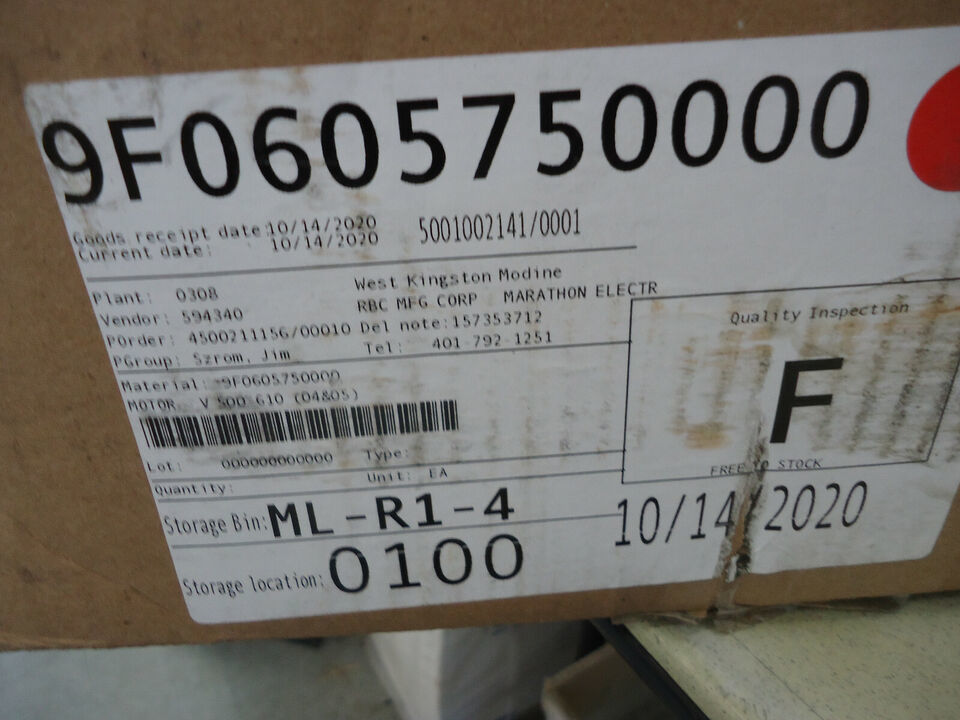 9F0605750000
Goods receipt date: 10/14/2020 5001002141/0001
Current date: 10/14/2020
Plant: 0308 West Kingston Modine
Vendor: 594340 RBC MFG CORP MARATHON ELECTR
POrder: 4500211156/00010 Del note: 157353712
PGroup: Szrom, Jim Tel: 401-792-1251
Quality Inspection
F
FREE TO STOCK
Material: 9F0605750000
MOTOR V 500-610 (04&05)
Lot: 000000000000 Type: R
Quantity: Unit: EA
Storage Bin: ML-R1-4
10/14/2020
Storage location: 0100